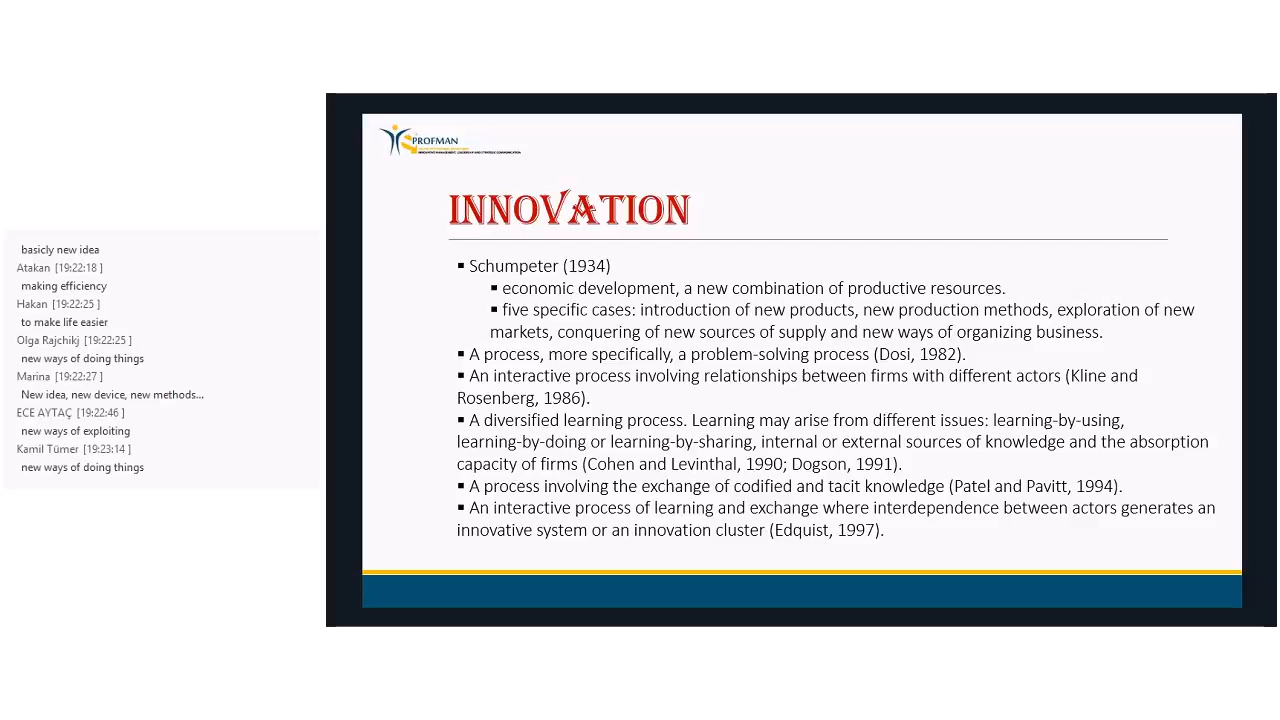 basicly new idea
Atakan [19:22:18 ]
making efficiency
Hakan [19:22:25 ]
to make life easier
Olga Rajchikj [19:22:25 ]
new ways of doing things
Marina [19:22:27 ]
New idea, new device, new methods...
ECE AYTAÇ [19:22:46 ]
new ways of exploiting
Kamil Tümer [19:23:14 ]
new ways of doing things
PROFMAN
INNOVATIVE MANAGEMENT, LEADERSHIP AND STRATEGIC COMMUNICATION
INNOVATION
▪ Schumpeter (1934)
▪ economic development, a new combination of productive resources.
▪ five specific cases: introduction of new products, new production methods, exploration of new
markets, conquering of new sources of supply and new ways of organizing business.
▪ A process, more specifically, a problem-solving process (Dosi, 1982).
▪ An interactive process involving relationships between firms with different actors (Kline and
Rosenberg, 1986).
▪ A diversified learning process. Learning may arise from different issues: learning-by-using,
learning-by-doing or learning-by-sharing, internal or external sources of knowledge and the absorption
capacity of firms (Cohen and Levinthal, 1990; Dogson, 1991).
▪ A process involving the exchange of codified and tacit knowledge (Patel and Pavitt, 1994).
▪ An interactive process of learning and exchange where interdependence between actors generates an
innovative system or an innovation cluster (Edquist, 1997).